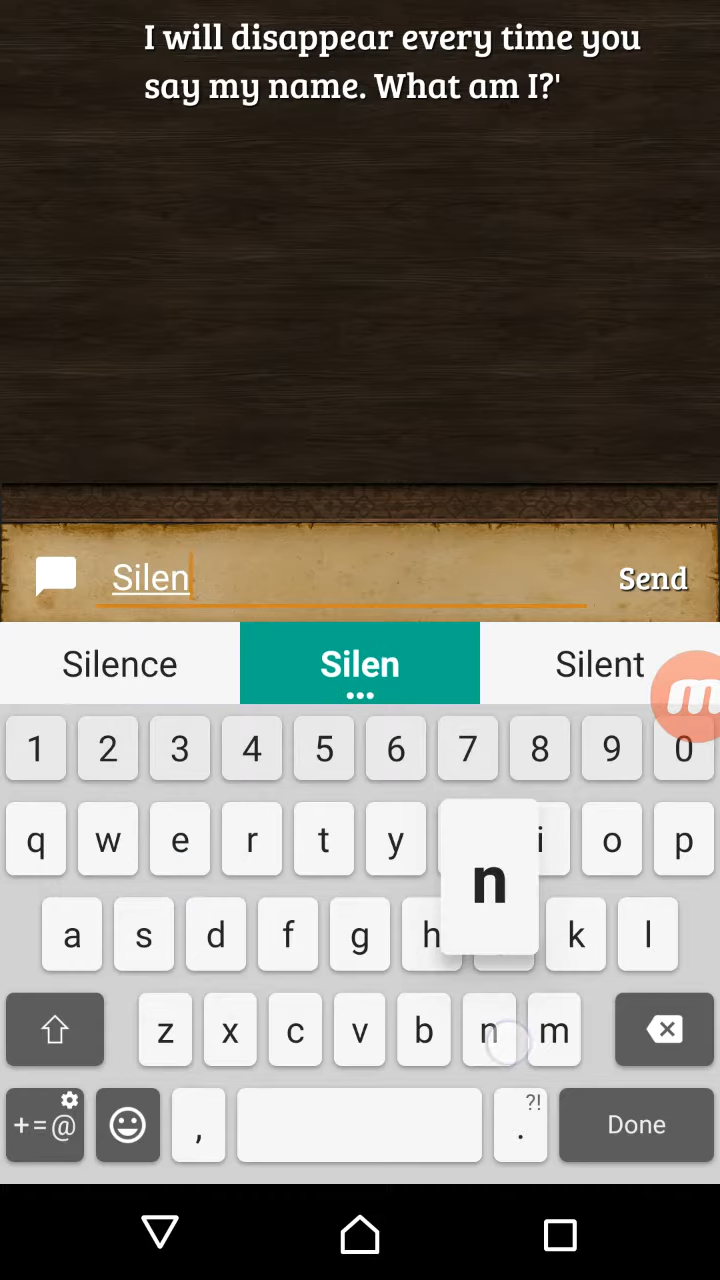 I will disappear every time you
say my name. What am I?'
Silen
Send
Silence Silen Silent
1 2 3 4 5 6 7 8 9 0
q w e r t y i o p
n
a s d f g h k l
z x c v b n m
?!
+=@ , . Done